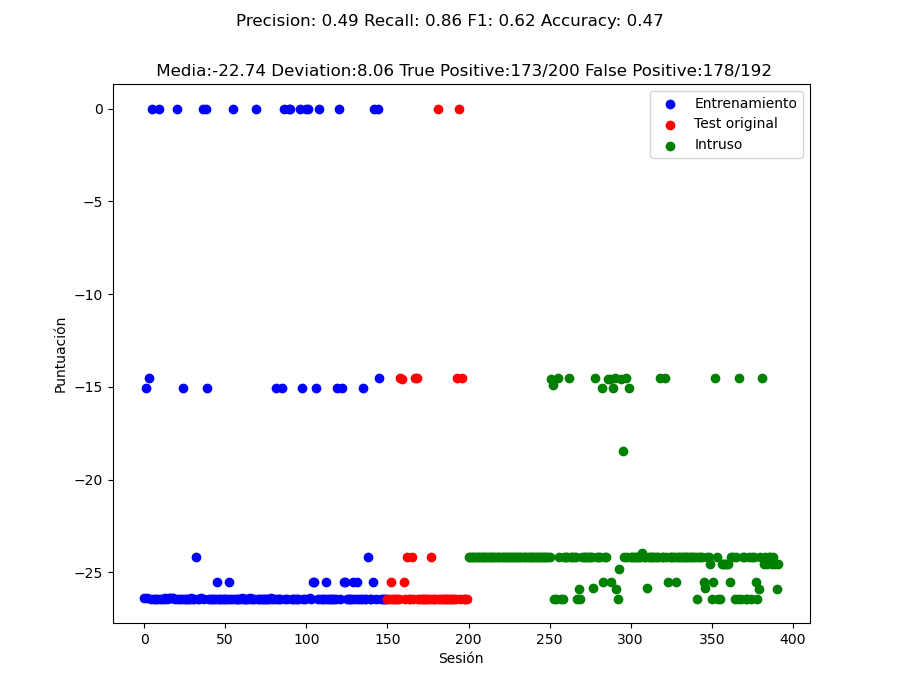 Precision: 0.49 Recall: 0.86 F1: 0.62 Accuracy: 0.47
Media:-22.74 Deviation:8.06 True Positive:173/200 False Positive:178/192
Entrenamiento
Test original
Intruso
0
−5
−10
−15
−20
−25
Puntuación
0 50 100 150 200 250 300 350 400
Sesión